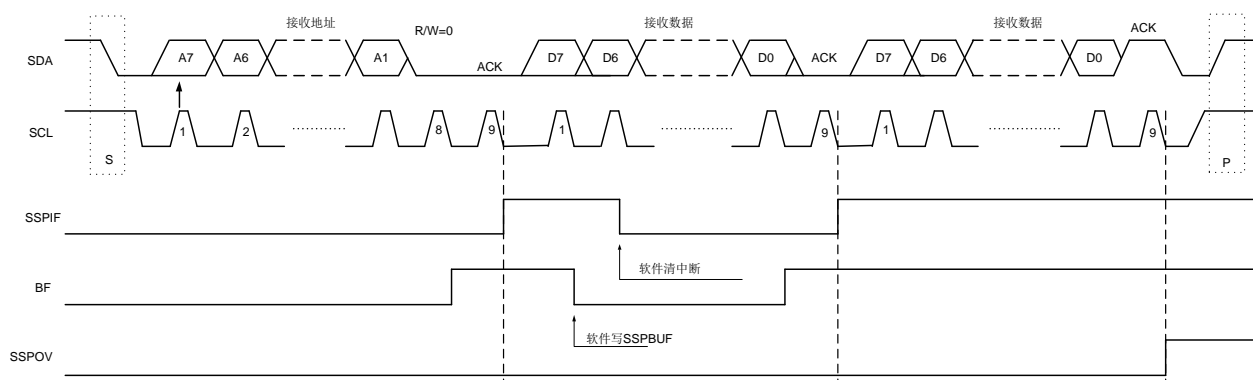 接收地址 R/W=0 接收数据 接收数据 ACK
SDA A7 A6 A1 ACK D7 D6 D0 ACK D7 D6 D0
SCL 1 2 8 9 1 9 1 9
S P
SSPIF
软件清中断
BF
软件写SSPBUF
SSPOV